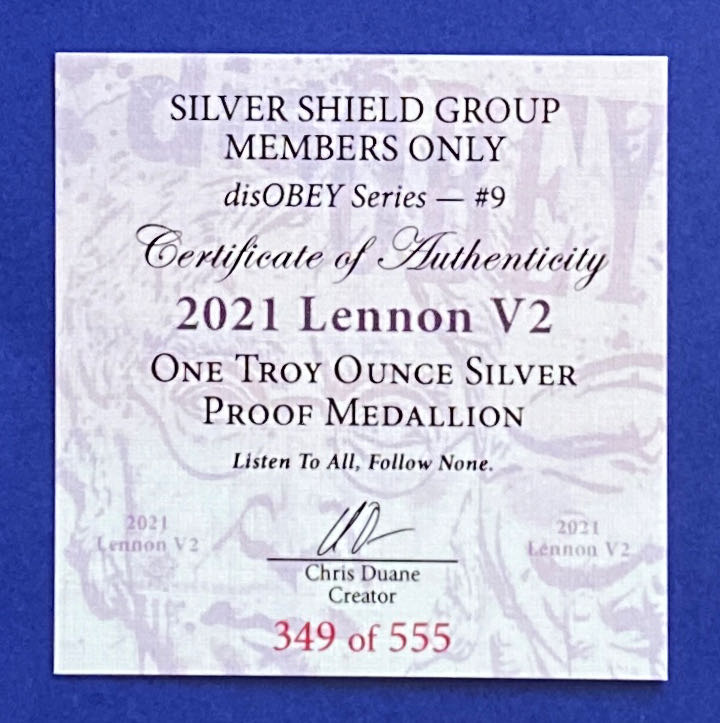 SILVER SHIELD GROUP
MEMBERS ONLY
disOBEY Series — #9
Certificate of Authenticity
2021 Lennon V2
ONE TROY OUNCE SILVER
PROOF MEDALLION
Listen To All, Follow None.
2021
Lennon V2
2021
Lennon V2
Chris Duane
Creator
349 of 555